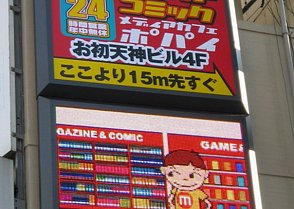 24
時間営業
年中無休
コミック
メディアカフェ
ポパイ
お初天神ビル4F
ここより15m先すぐ
GAZINE & COMIC
GAME &
m